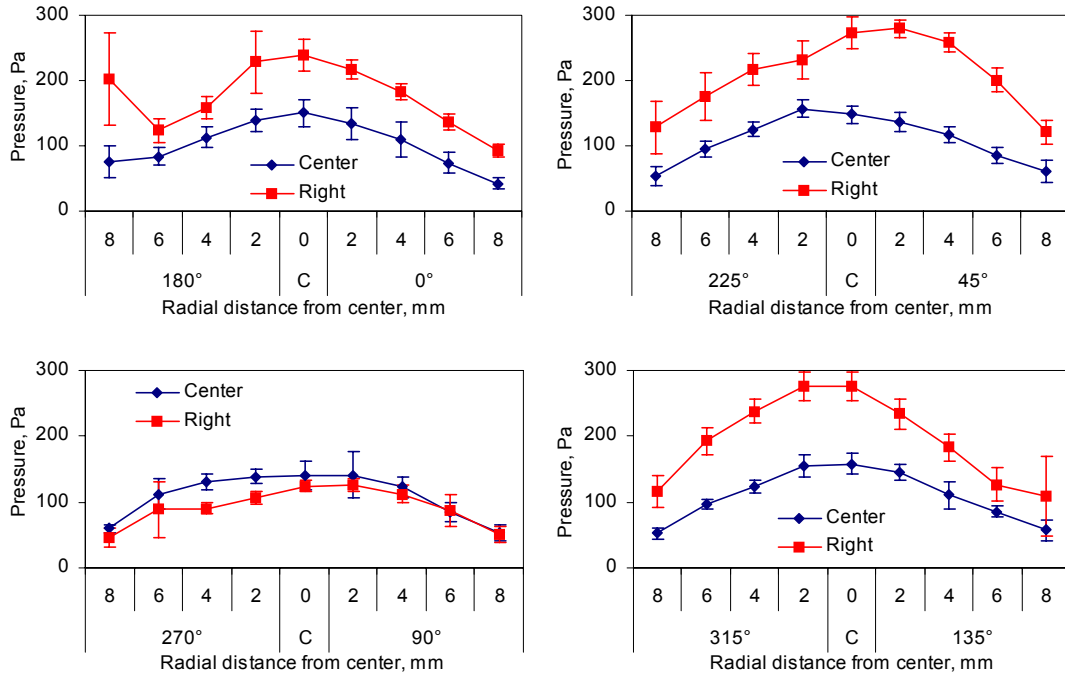 300
200
100
0
Pressure, Pa
Center
Right
8 6 4 2 0 2 4 6 8
180° C 0°
Radial distance from center, mm
300
200
100
0
Pressure, Pa
Center
Right
8 6 4 2 0 2 4 6 8
225° C 45°
Radial distance from center, mm
300
200
100
0
Pressure, Pa
Center
Right
8 6 4 2 0 2 4 6 8
270° C 90°
Radial distance from center, mm
300
200
100
0
Pressure, Pa
Center
Right
8 6 4 2 0 2 4 6 8
315° C 135°
Radial distance from center, mm